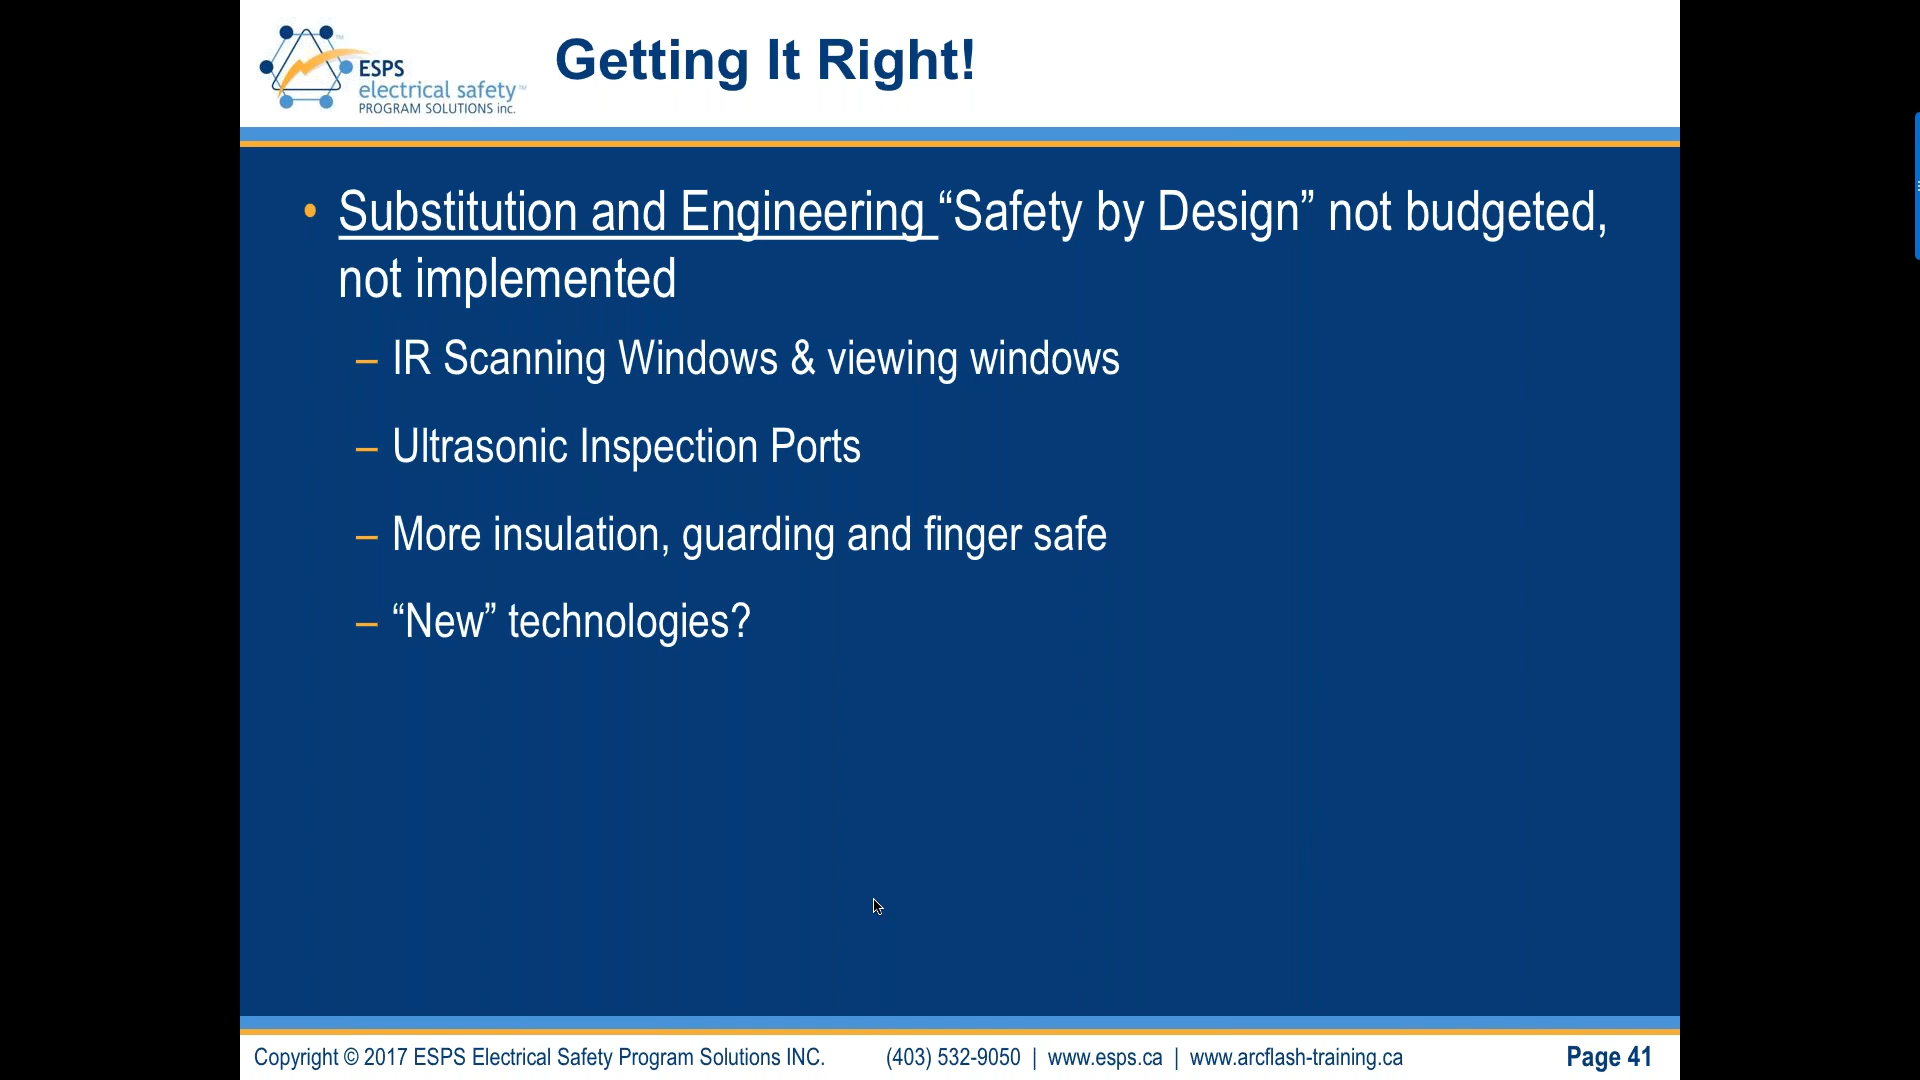 ESPS
electrical safety™
PROGRAM SOLUTIONS inc.
Getting It Right!
• Substitution and Engineering “Safety by Design” not budgeted,
not implemented
– IR Scanning Windows & viewing windows
– Ultrasonic Inspection Ports
– More insulation, guarding and finger safe
– “New” technologies?
Copyright © 2017 ESPS Electrical Safety Program Solutions INC. (403) 532-9050 | www.esps.ca | www.arcflash-training.ca Page 41